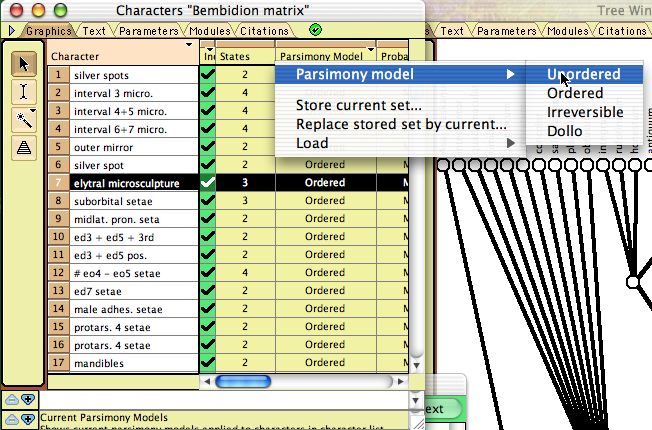 Characters "Bembidion matrix"
Tree Win
Graphics Text Parameters Modules Citations
Text Parameters Modules Citations
Character States Parsimony Model Proba
Parsimony model
Unordered
Ordered
Irreversible
Dollo
Store current set...
Replace stored set by current...
Load
1 silver spots 2
2 interval 3 micro. 4
3 interval 4+5 micro. 4
4 interval 6+7 micro. 4
5 outer mirror 2
6 silver spot 2 Ordered M
7 elytral microsculpture 3 Ordered M
8 suborbital setae 3 Ordered M
9 midlat. pron. seta 2 Ordered M
10 ed3 + ed5 + 3rd 2 Ordered M
11 ed3 + ed5 pos. 2 Ordered M
12 # eo4 - eo5 setae 4 Ordered M
13 ed7 setae 2 Ordered M
14 male adhes. setae 2 Ordered M
15 protars. 4 setae 2 Ordered M
16 protars. 4 setae 2 Ordered M
17 mandibles 2 Ordered M
antiquum
ext
Current Parsimony Models
Shows current parsimony models applied to characters in character list